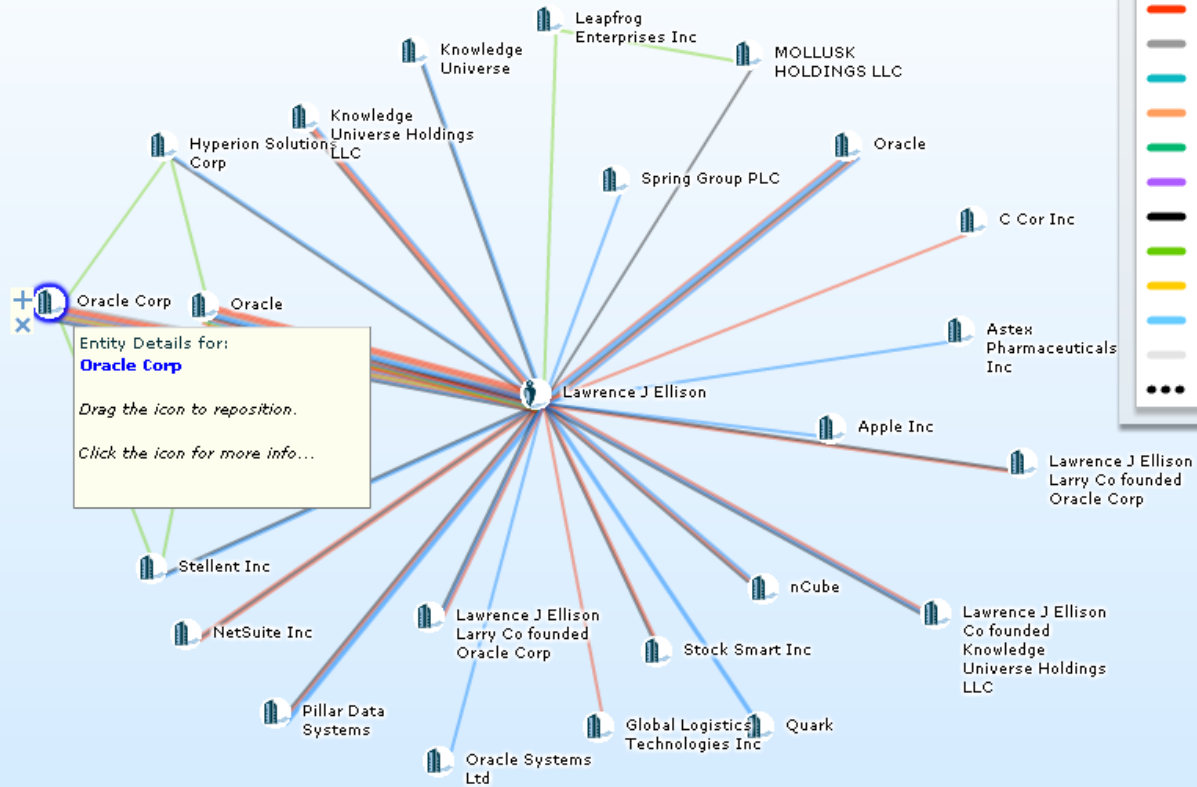 Leapfrog
Enterprises Inc
Knowledge
Universe
MOLLUSK
HOLDINGS LLC
Knowledge
Universe Holdings
LLC
Hyperion Solutions
Corp
Oracle
Spring Group PLC
C Cor Inc
Oracle Corp
Oracle
Entity Details for:
Oracle Corp
Drag the icon to reposition.
Click the icon for more info...
Astex
Pharmaceuticals
Inc
Lawrence J Ellison
Apple Inc
Lawrence J Ellison
Larry Co founded
Oracle Corp
Stellent Inc
nCube
NetSuite Inc
Lawrence J Ellison
Larry Co founded
Oracle Corp
Stock Smart Inc
Lawrence J Ellison
Co founded
Knowledge
Universe Holdings
LLC
Pillar Data
Systems
Global Logistics
Technologies Inc
Quark
Oracle Systems
Ltd